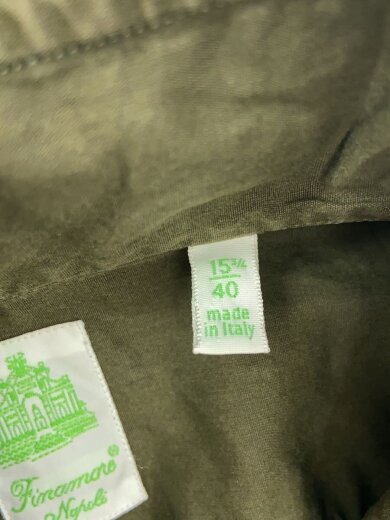 15¾
40
made
in Italy
Finamore®
Napoli